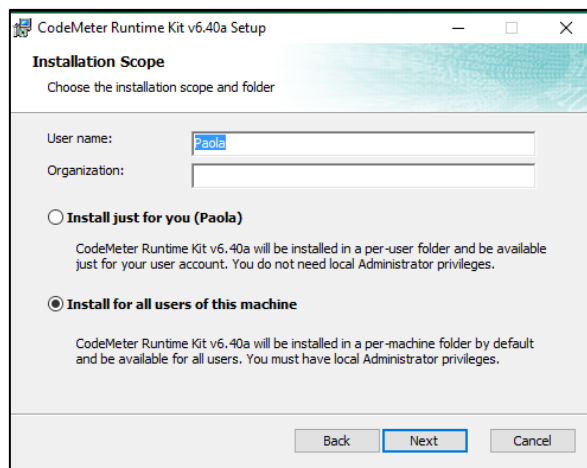 CodeMeter Runtime Kit v6.40a Setup
Installation Scope
Choose the installation scope and folder
User name:
Paola
Organization:
Install just for you (Paola)
CodeMeter Runtime Kit v6.40a will be installed in a per-user folder and be available
just for your user account. You do not need local Administrator privileges.
Install for all users of this machine
CodeMeter Runtime Kit v6.40a will be installed in a per-machine folder by default
and be available for all users. You must have local Administrator privileges.
Back Next Cancel